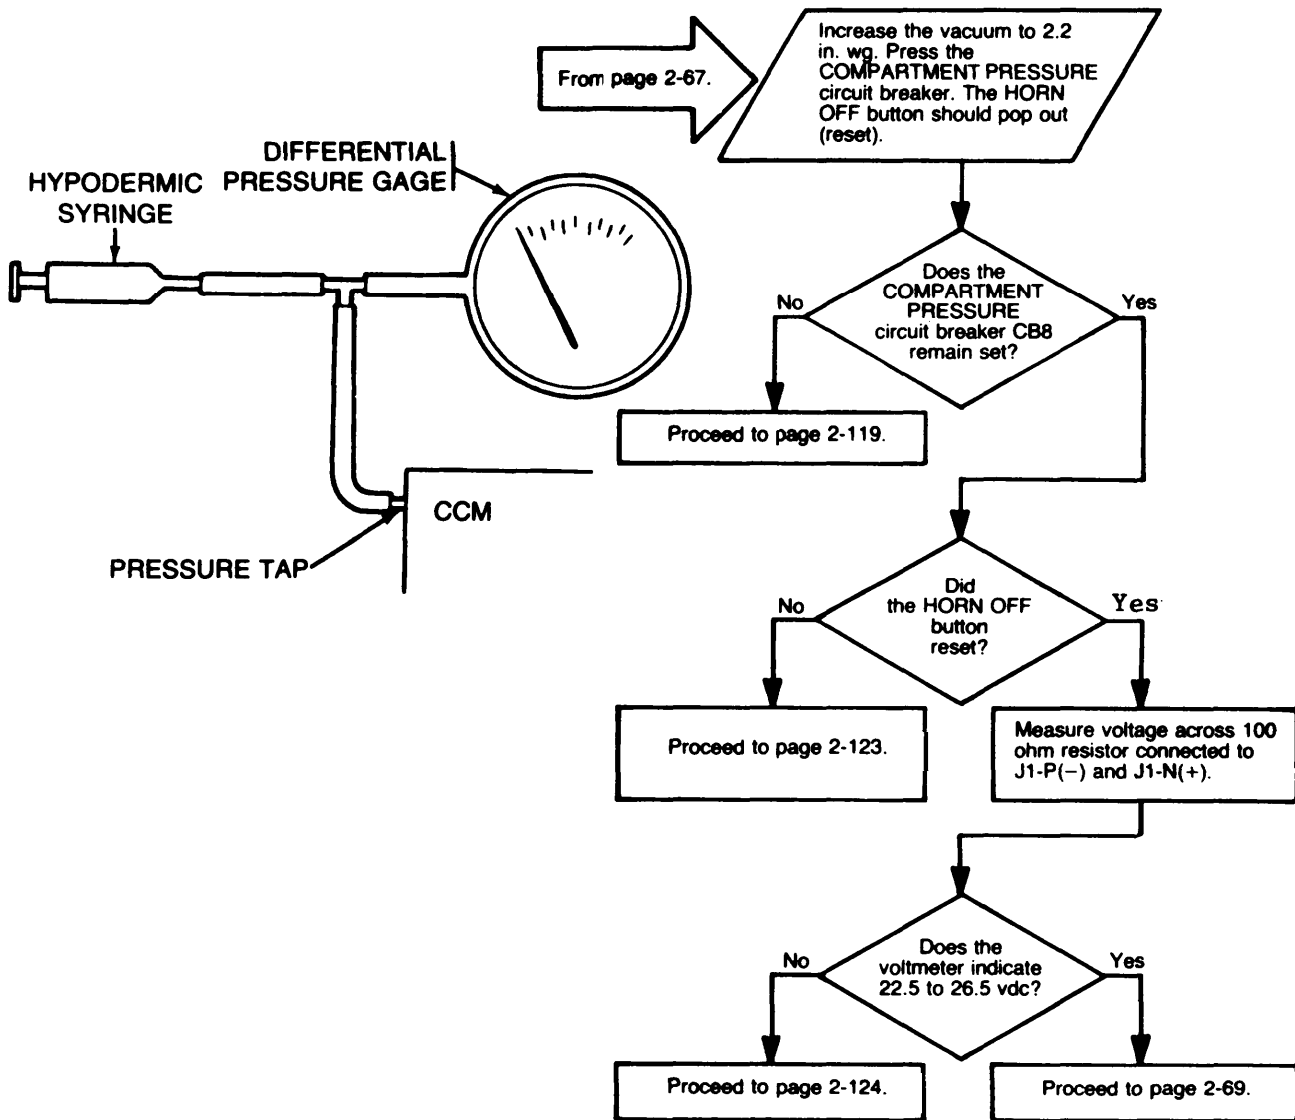 From page 2-67.
Increase the vacuum to 2.2
in. wg. Press the
COMPARTMENT PRESSURE
circuit breaker. The HORN
OFF button should pop out
(reset).
DIFFERENTIAL
PRESSURE GAGE
HYPODERMIC
SYRINGE
CCM
PRESSURE TAP
Does the
COMPARTMENT
PRESSURE
circuit breaker CB8
remain set?
No
Yes
Proceed to page 2-119.
Did
the HORN OFF
button
reset?
No
Yes
Proceed to page 2-123.
Measure voltage across 100
ohm resistor connected to
J1-P(−) and J1-N(+).
Does the
voltmeter indicate
22.5 to 26.5 vdc?
No
Yes
Proceed to page 2-124.
Proceed to page 2-69.